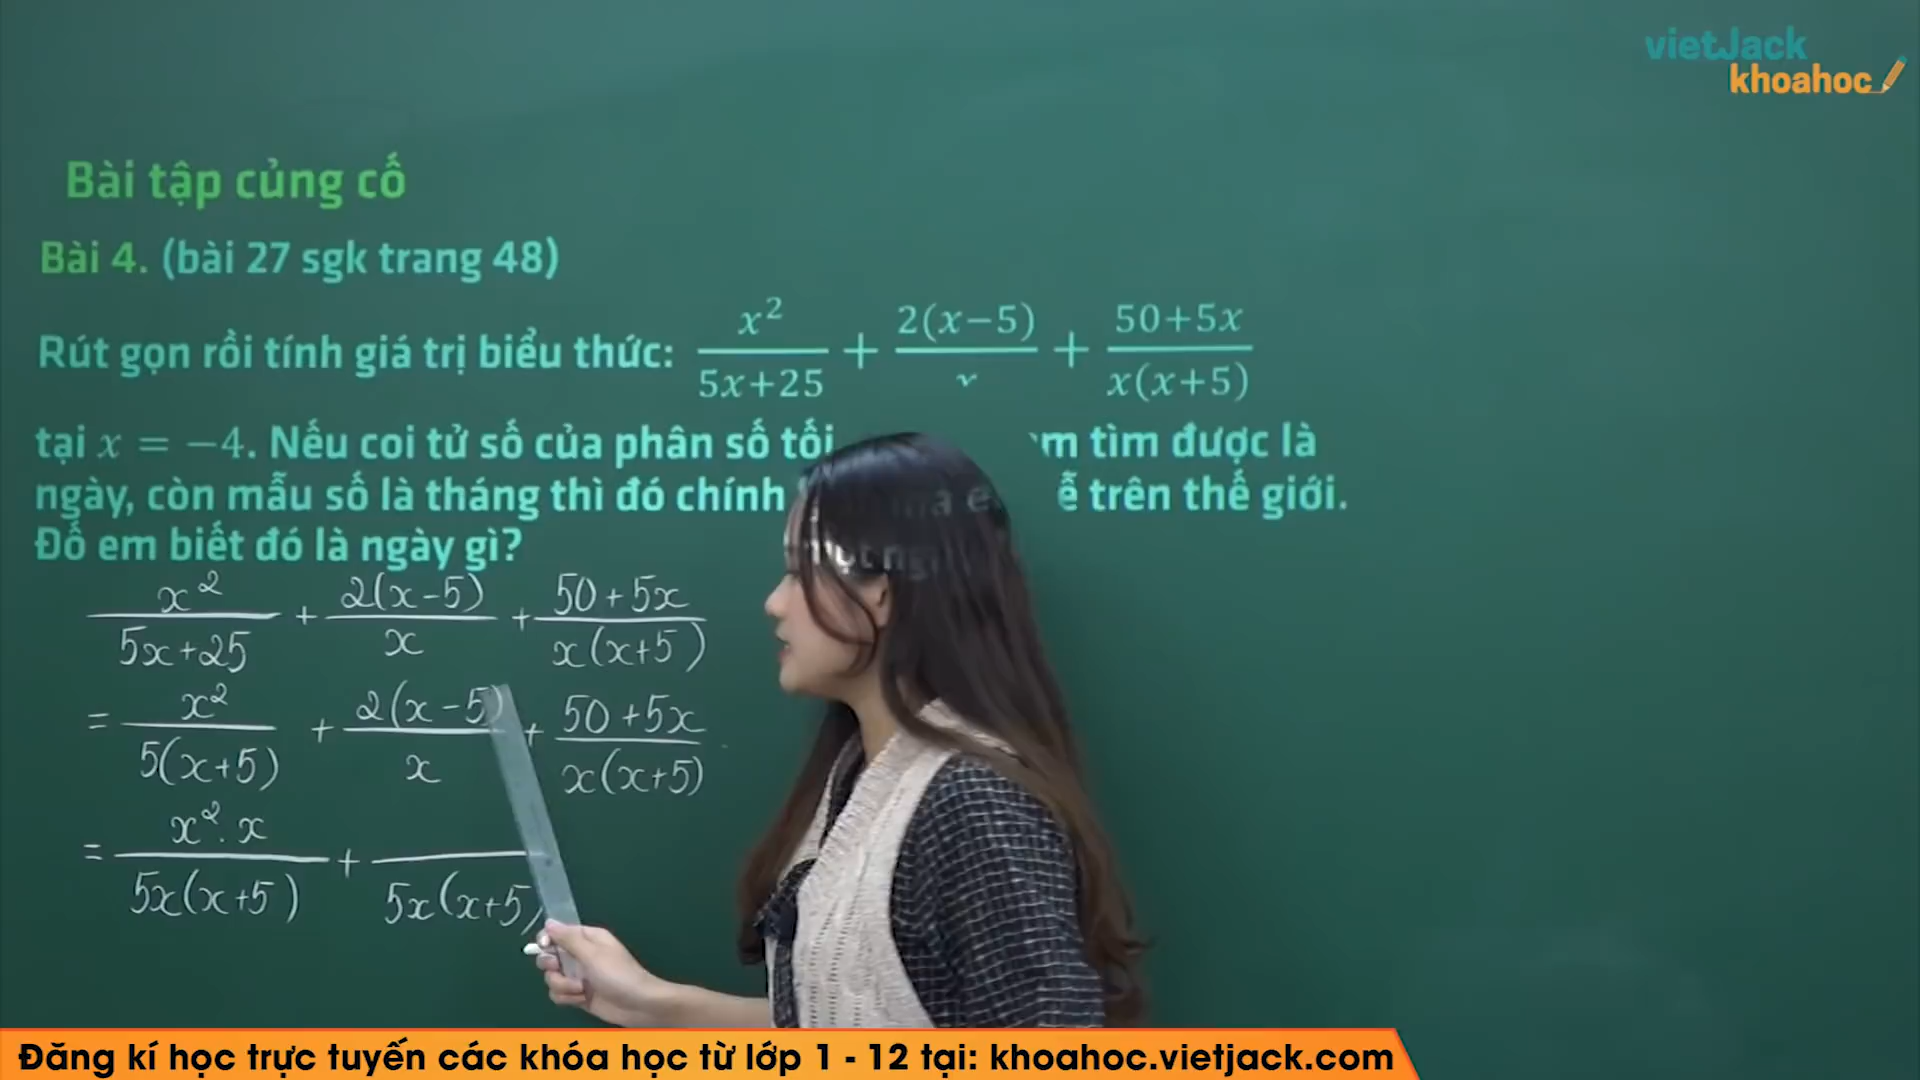 vietJack
khoahoc
Bài tập củng cố
Bài 4. (bài 27 sgk trang 48)
Rút gọn rồi tính giá trị biểu thức: x²/(5x+25) + 2(x−5)/x + (50+5x)/(x(x+5))
tại x = −4. Nếu coi tử số của phân số tối tìm được là
ngày, còn mẫu số là tháng thì đó chính trên thế giới.
Đố em biết đó là ngày gì?
x²/(5x+25) + 2(x-5)/x + (50+5x)/(x(x+5))
= x²/(5(x+5)) + 2(x-5)/x + (50+5x)/(x(x+5))
= x².x/(5x(x+5)) + /(5x(x+5)
Đăng kí học trực tuyến các khóa học từ lớp 1 - 12 tại: khoahoc.vietjack.com